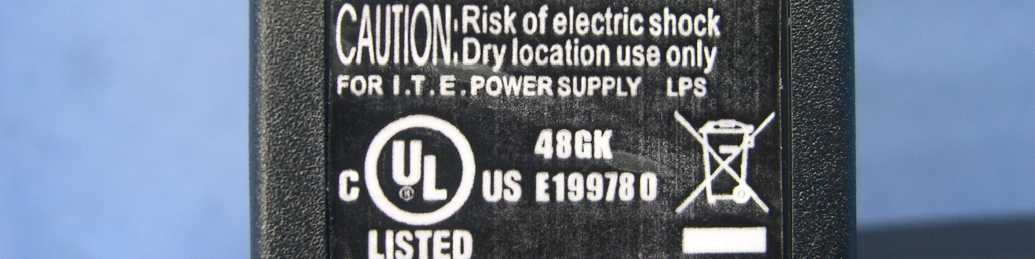 CAUTION: Risk of electric shock
Dry location use only
FOR I.T.E. POWER SUPPLY LPS
48GK
C UL ® US E199780
LISTED